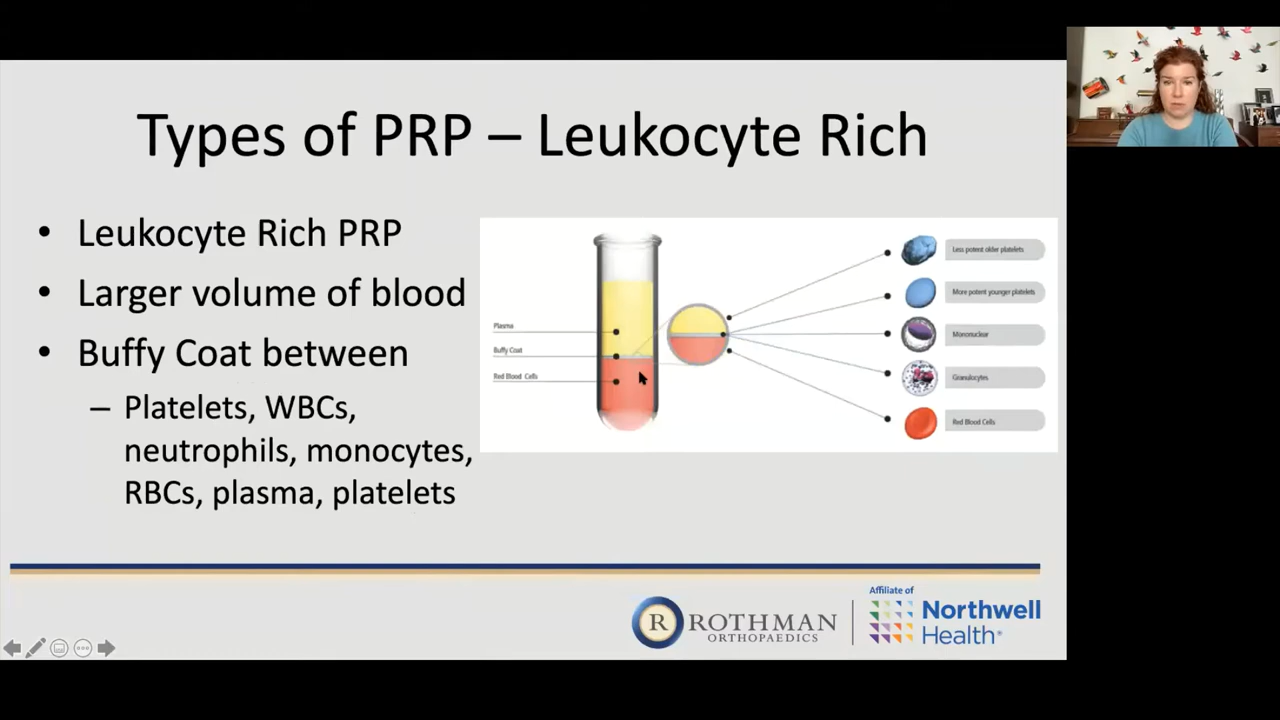 Types of PRP – Leukocyte Rich
• Leukocyte Rich PRP
• Larger volume of blood
• Buffy Coat between
– Platelets, WBCs,
neutrophils, monocytes,
RBCs, plasma, platelets
Plasma
Buffy Coat
Red Blood Cells
Less potent older platelets
More potent younger platelets
Mononuclear
Granulocytes
Red Blood Cells
R ROTHMAN
ORTHOPAEDICS
Affiliate of
Northwell
Health®